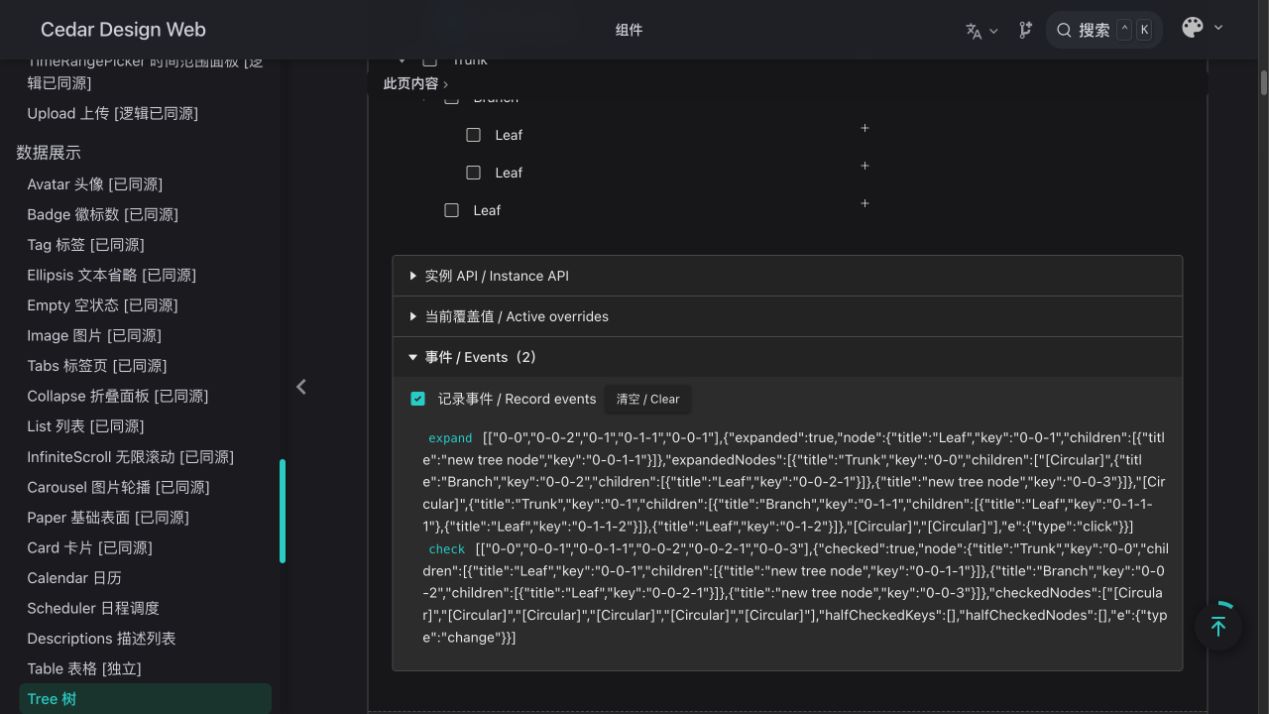 Cedar Design Web
组件
搜索 ^ K
TimeRangePicker 时间范围面板 [逻
辑已同源]
Upload 上传 [逻辑已同源]
数据展示
Avatar 头像 [已同源]
Badge 徽标数 [已同源]
Tag 标签 [已同源]
Ellipsis 文本省略 [已同源]
Empty 空状态 [已同源]
Image 图片 [已同源]
Tabs 标签页 [已同源]
Collapse 折叠面板 [已同源]
List 列表 [已同源]
InfiniteScroll 无限滚动 [已同源]
Carousel 图片轮播 [已同源]
Paper 基础表面 [已同源]
Card 卡片 [已同源]
Calendar 日历
Scheduler 日程调度
Descriptions 描述列表
Table 表格 [独立]
Tree 树
Trunk
此页内容 ›
Branch
Leaf +
Leaf +
Leaf +
实例 API / Instance API
当前覆盖值 / Active overrides
事件 / Events（2）
记录事件 / Record events 清空 / Clear
expand [["0-0","0-0-2","0-1","0-1-1","0-0-1"],{"expanded":true,"node":{"title":"Leaf","key":"0-0-1","children":[{"titl
e":"new tree node","key":"0-0-1-1"}]},"expandedNodes":[{"title":"Trunk","key":"0-0","children":["[Circular]",{"titl
e":"Branch","key":"0-0-2","children":[{"title":"Leaf","key":"0-0-2-1"}]},{"title":"new tree node","key":"0-0-3"}]},"[Cir
cular]",{"title":"Trunk","key":"0-1","children":[{"title":"Branch","key":"0-1-1","children":[{"title":"Leaf","key":"0-1-1-
1"},{"title":"Leaf","key":"0-1-1-2"}]},{"title":"Leaf","key":"0-1-2"}]},"[Circular]","[Circular]"],"e":{"type":"click"}}]
check [["0-0","0-0-1","0-0-1-1","0-0-2","0-0-2-1","0-0-3"],{"checked":true,"node":{"title":"Trunk","key":"0-0","chil
dren":[{"title":"Leaf","key":"0-0-1","children":[{"title":"new tree node","key":"0-0-1-1"}]},{"title":"Branch","key":"0-0
-2","children":[{"title":"Leaf","key":"0-0-2-1"}]},{"title":"new tree node","key":"0-0-3"}]},"checkedNodes":["[Circula
r]","[Circular]","[Circular]","[Circular]","[Circular]","[Circular]"],"halfCheckedKeys":[],"halfCheckedNodes":[],"e":{"typ
e":"change"}}]